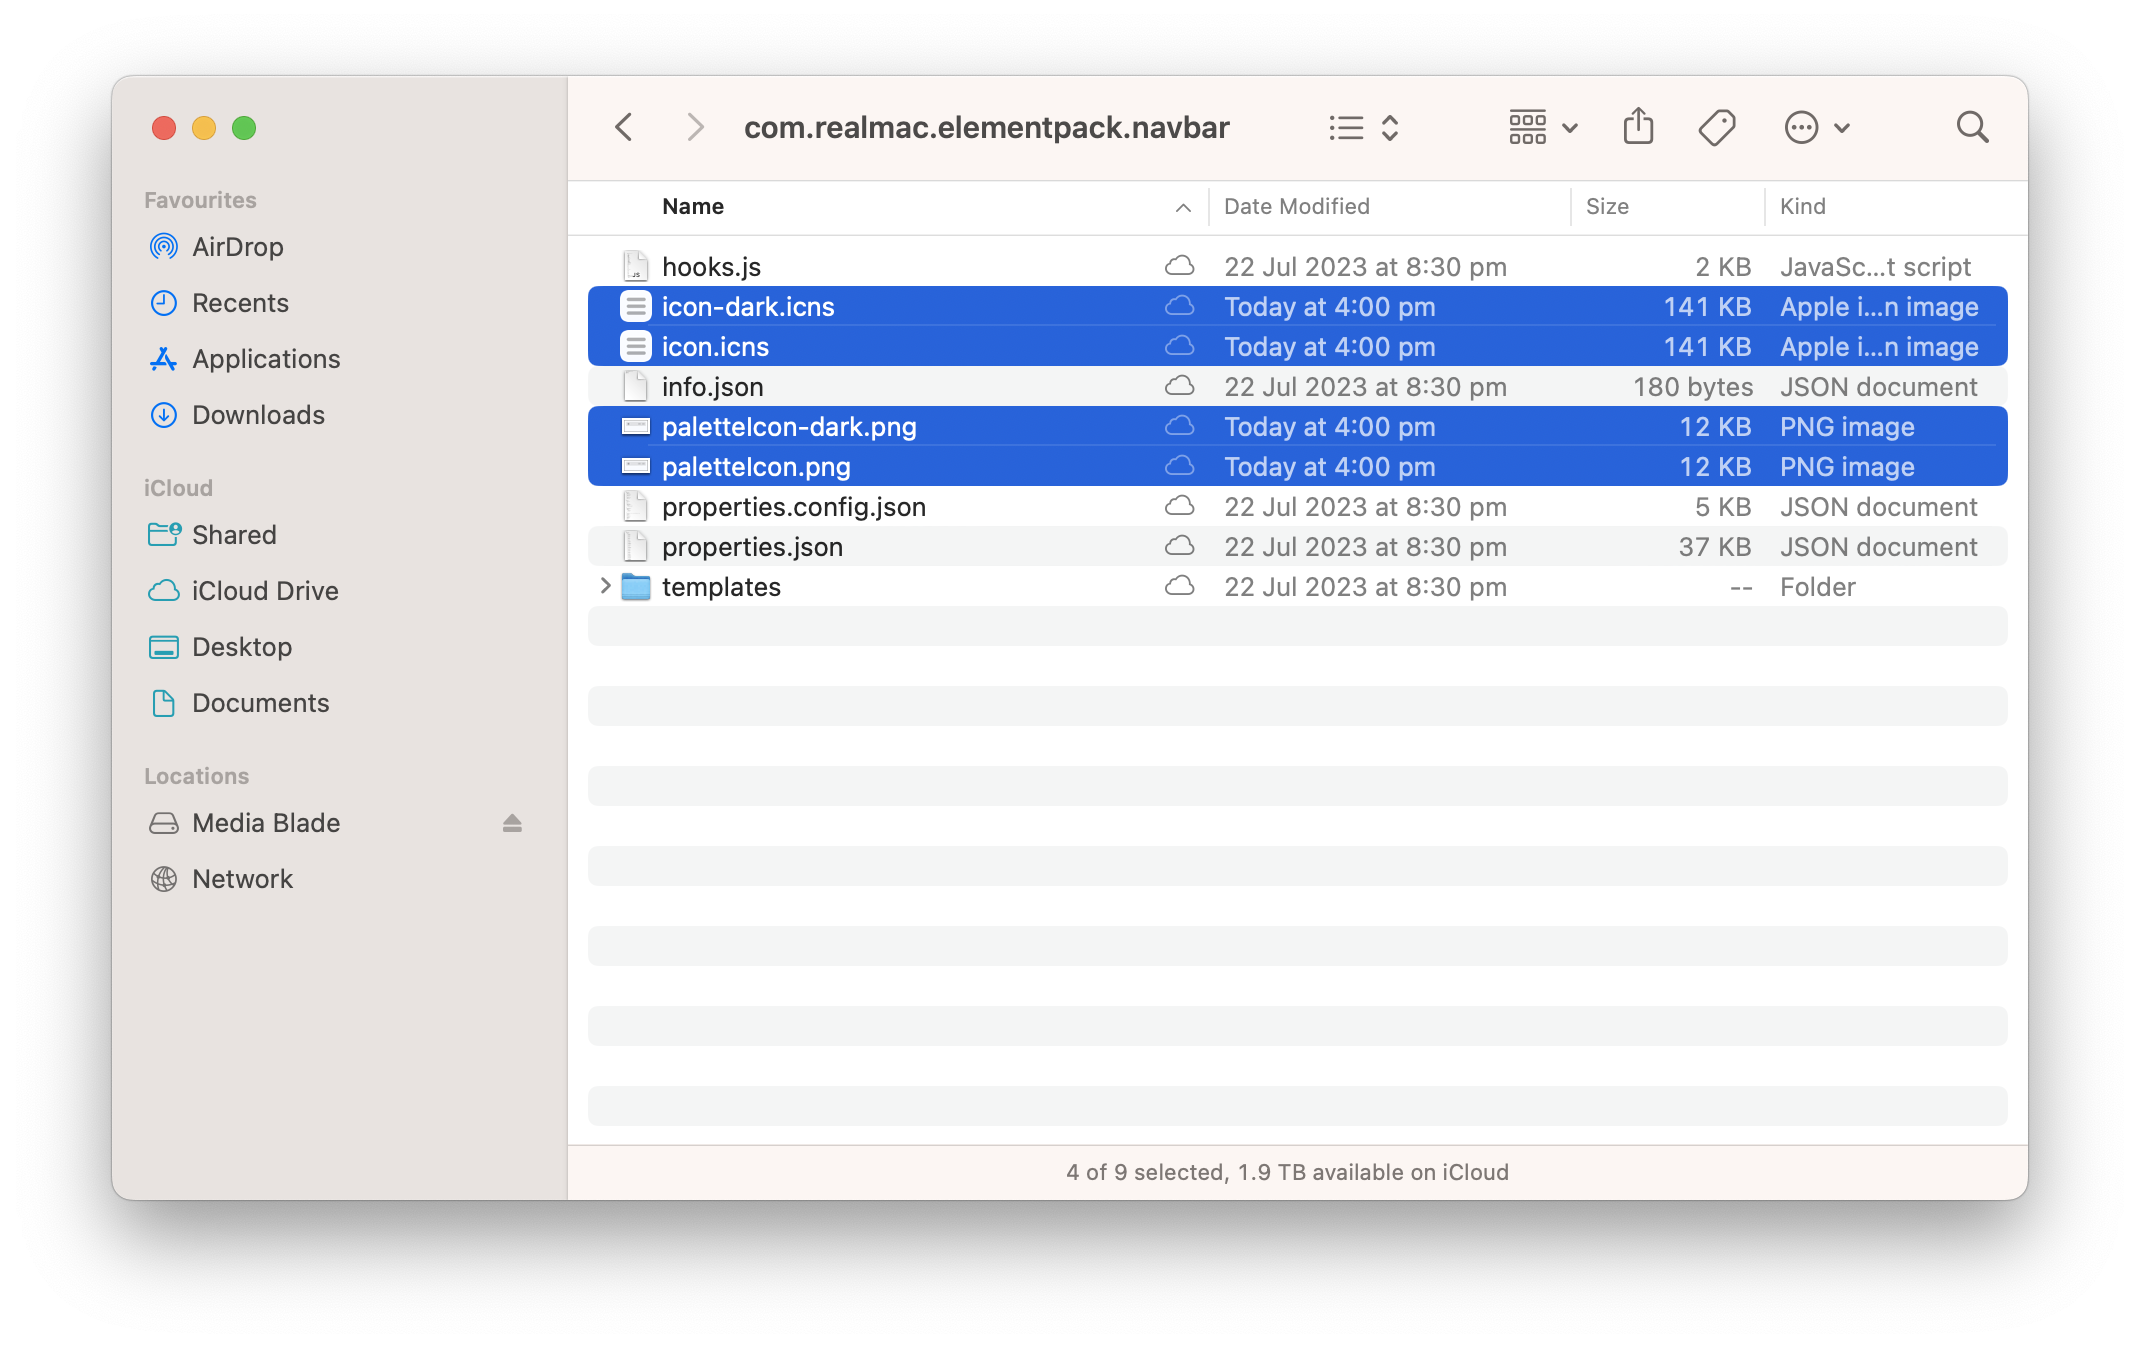 com.realmac.elementpack.navbar
Favourites
AirDrop
Recents
Applications
Downloads
iCloud
Shared
iCloud Drive
Desktop
Documents
Locations
Media Blade
Network
Name Date Modified Size Kind
hooks.js 22 Jul 2023 at 8:30 pm 2 KB JavaSc...t script
icon-dark.icns Today at 4:00 pm 141 KB Apple i...n image
icon.icns Today at 4:00 pm 141 KB Apple i...n image
info.json 22 Jul 2023 at 8:30 pm 180 bytes JSON document
paletteIcon-dark.png Today at 4:00 pm 12 KB PNG image
paletteIcon.png Today at 4:00 pm 12 KB PNG image
properties.config.json 22 Jul 2023 at 8:30 pm 5 KB JSON document
properties.json 22 Jul 2023 at 8:30 pm 37 KB JSON document
templates 22 Jul 2023 at 8:30 pm -- Folder
4 of 9 selected, 1.9 TB available on iCloud